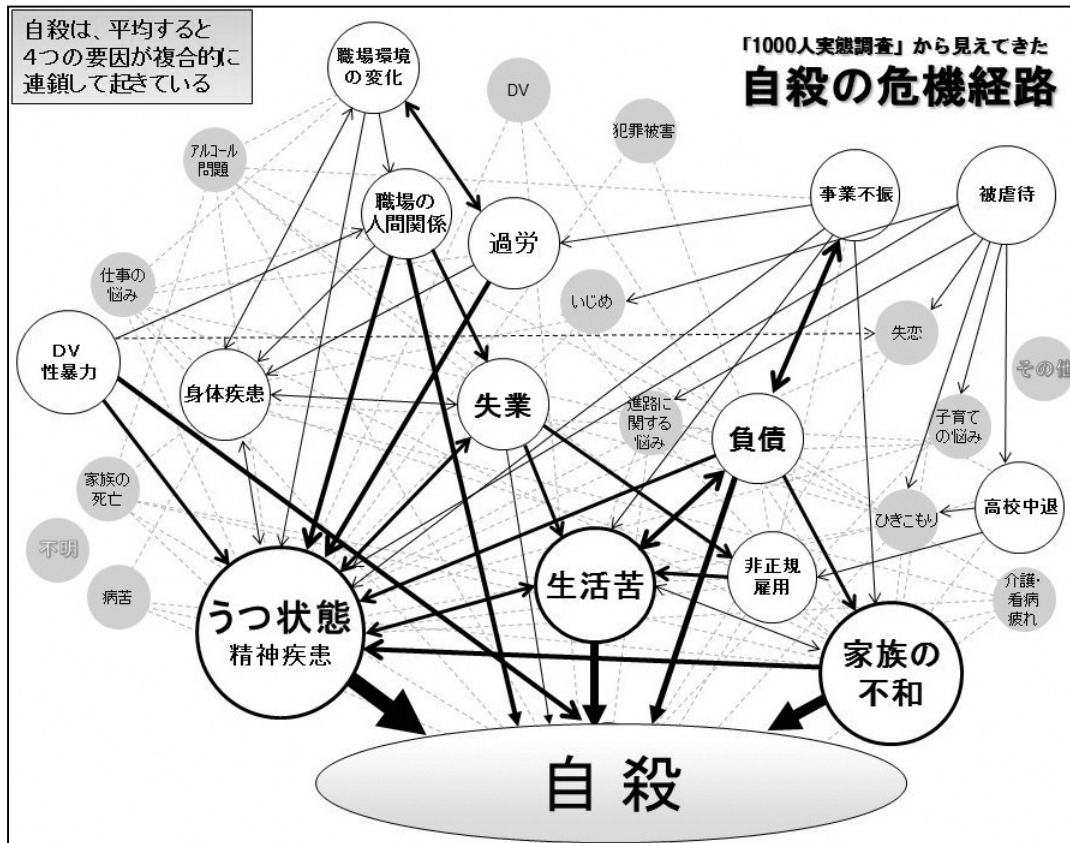 自殺は、平均すると
4つの要因が複合的に
連鎖して起きている
「1000人実態調査」から見えてきた
自殺の危機経路
職場環境
の変化
DV
犯罪被害
アルコール
問題
職場の
人間関係
過労
事業不振
被虐待
仕事の
悩み
いじめ
失恋
その他
DV
性暴力
身体疾患
失業
進路に
関する
悩み
負債
子育て
の悩み
家族の
死亡
ひきこもり
高校中退
不明
病苦
うつ状態
精神疾患
生活苦
非正規
雇用
介護・
看病
疲れ
家族の
不和
自殺